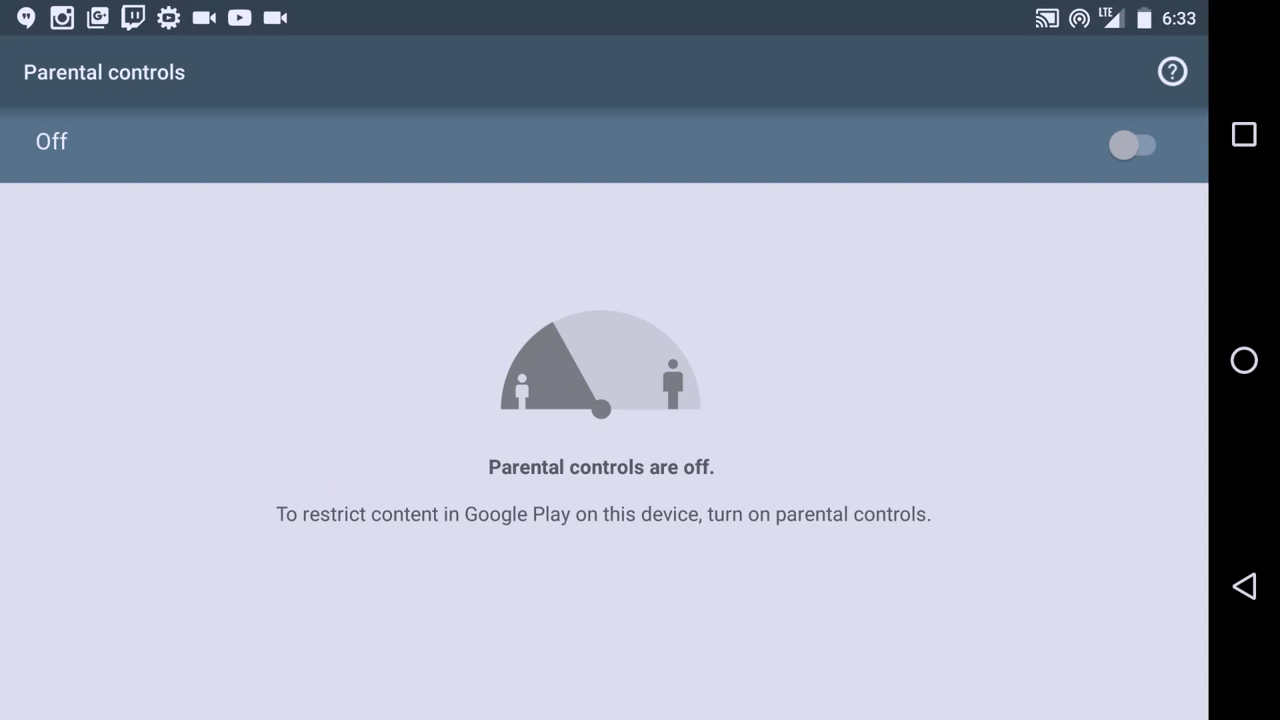 LTE 6:33
Parental controls
Off
Parental controls are off.
To restrict content in Google Play on this device, turn on parental controls.